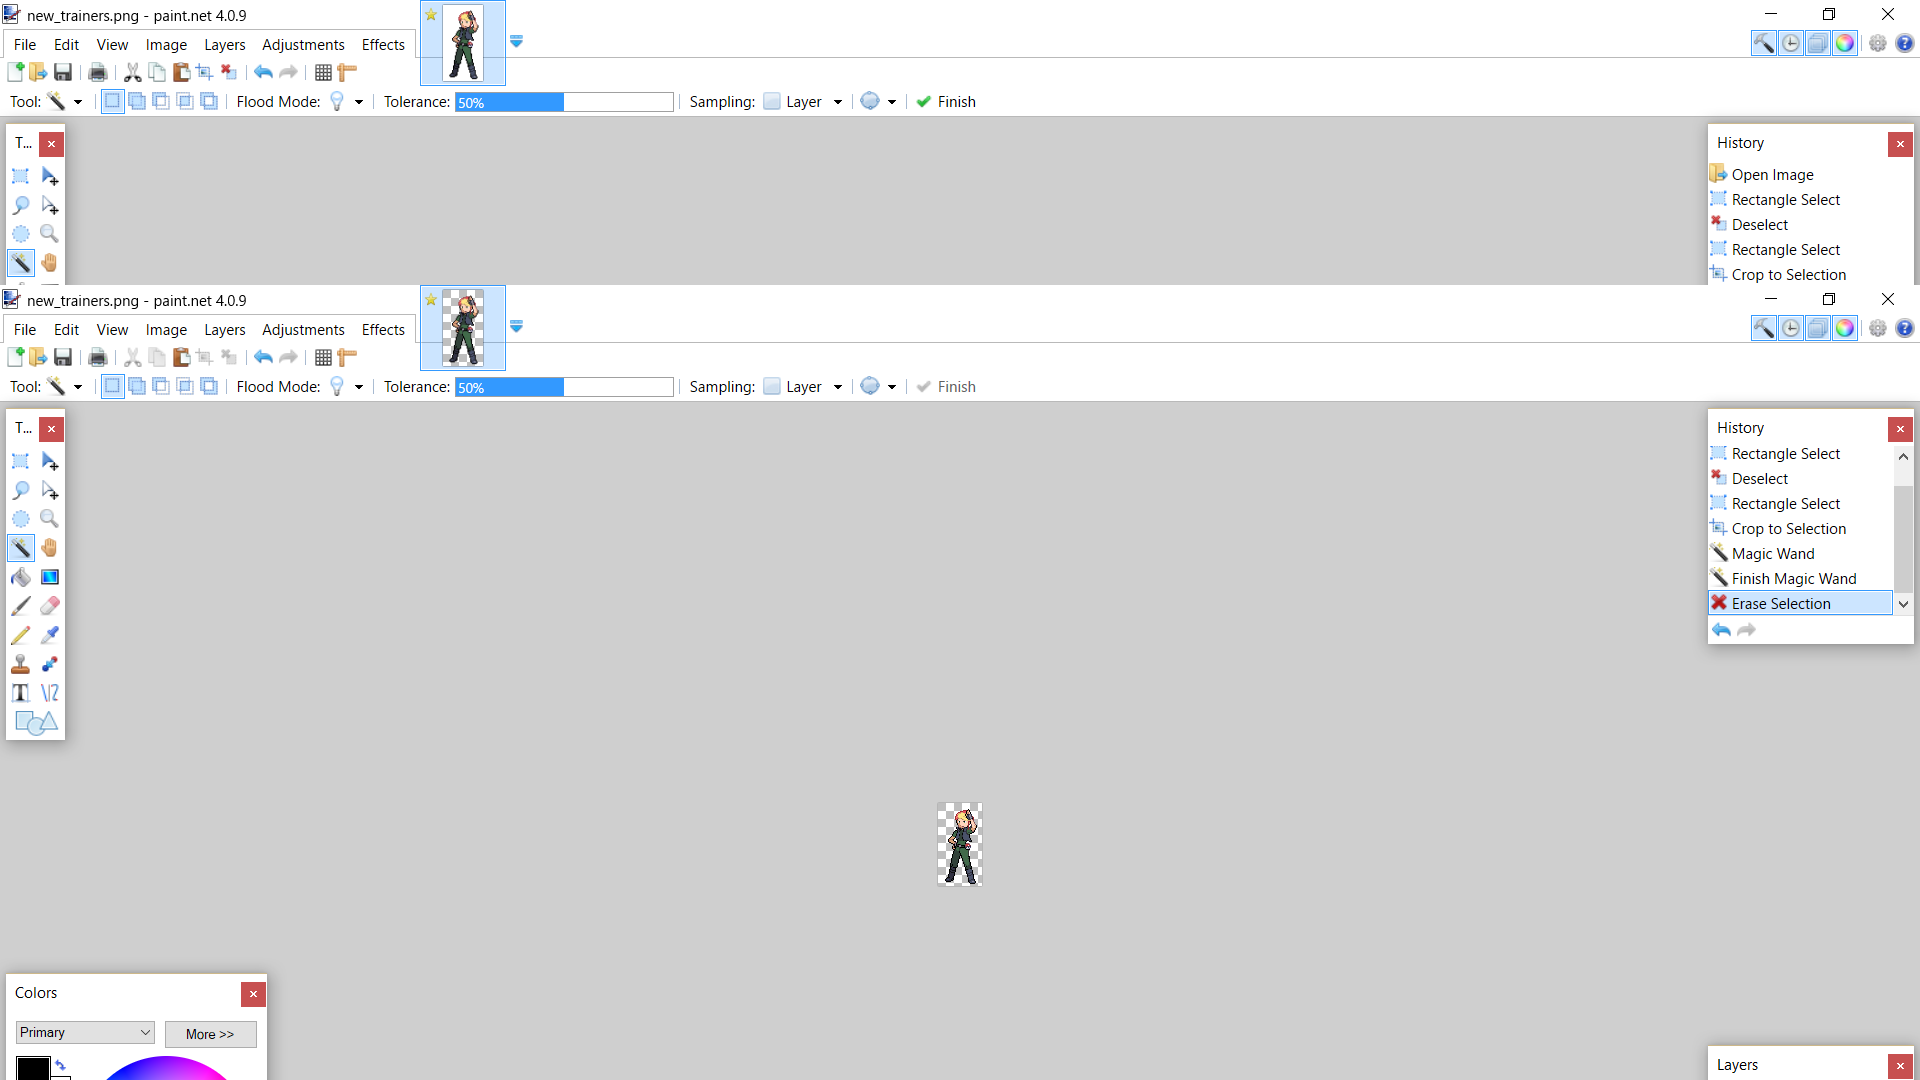 new_trainers.png - paint.net 4.0.9
File Edit View Image Layers Adjustments Effects
Tool: Flood Mode: Tolerance: 50% Sampling: Layer Finish
T...
History
Open Image
Rectangle Select
Deselect
Rectangle Select
Crop to Selection
new_trainers.png - paint.net 4.0.9
File Edit View Image Layers Adjustments Effects
Tool: Flood Mode: Tolerance: 50% Sampling: Layer Finish
T...
History
Rectangle Select
Deselect
Rectangle Select
Crop to Selection
Magic Wand
Finish Magic Wand
Erase Selection
Colors
Primary More >>
Layers